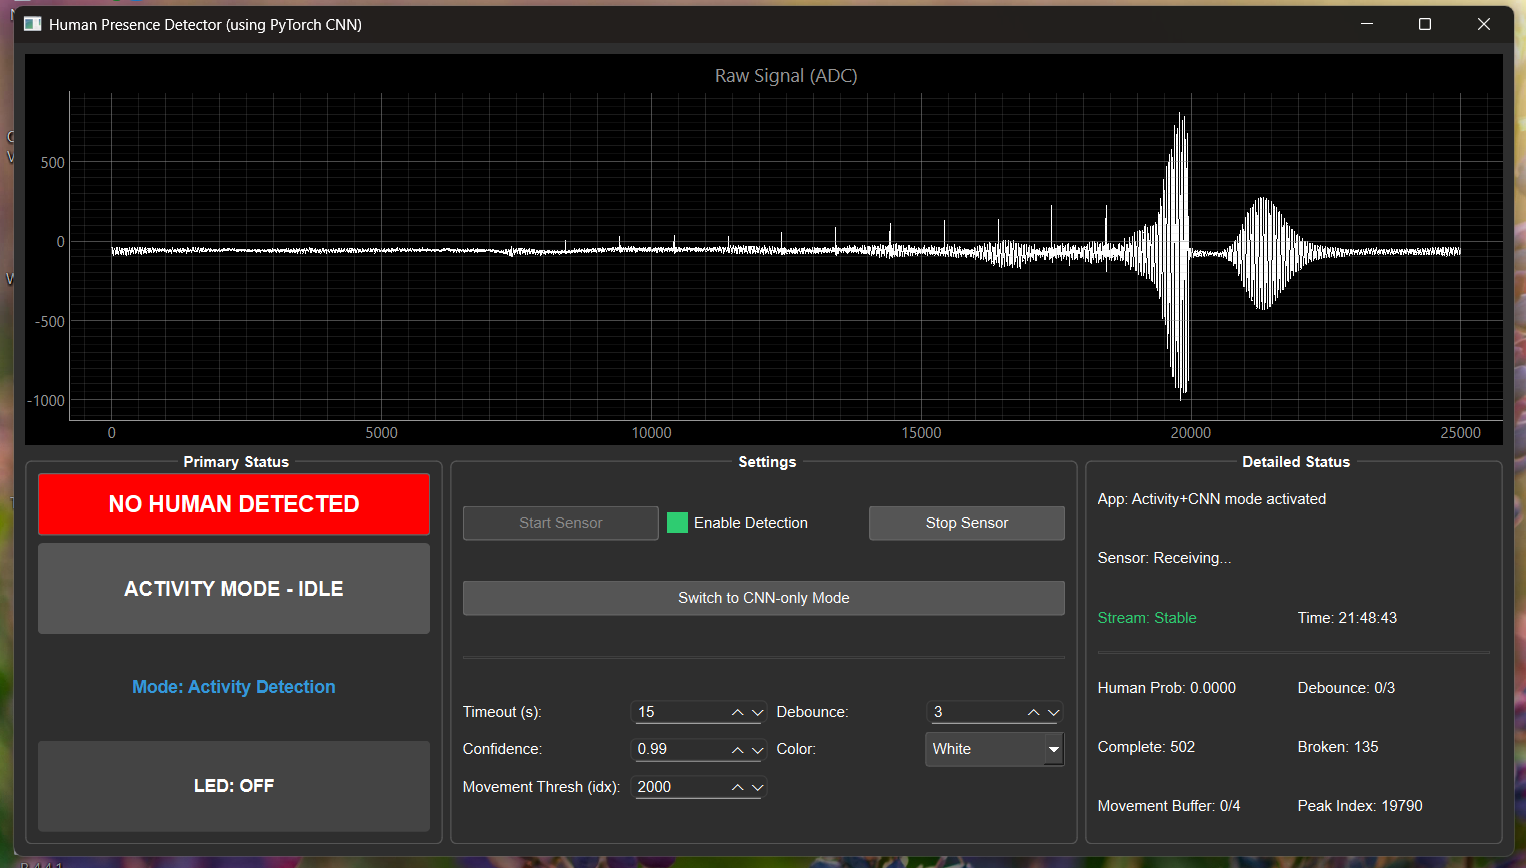 Human Presence Detector (using PyTorch CNN)
Raw Signal (ADC)
500
0
-500
-1000
0 5000 10000 15000 20000 25000
Primary Status
NO HUMAN DETECTED
ACTIVITY MODE - IDLE
Mode: Activity Detection
LED: OFF
Settings
Start Sensor Enable Detection Stop Sensor
Switch to CNN-only Mode
Timeout (s): 15 Debounce: 3
Confidence: 0.99 Color: White
Movement Thresh (idx): 2000
Detailed Status
App: Activity+CNN mode activated
Sensor: Receiving...
Stream: Stable Time: 21:48:43
Human Prob: 0.0000 Debounce: 0/3
Complete: 502 Broken: 135
Movement Buffer: 0/4 Peak Index: 19790